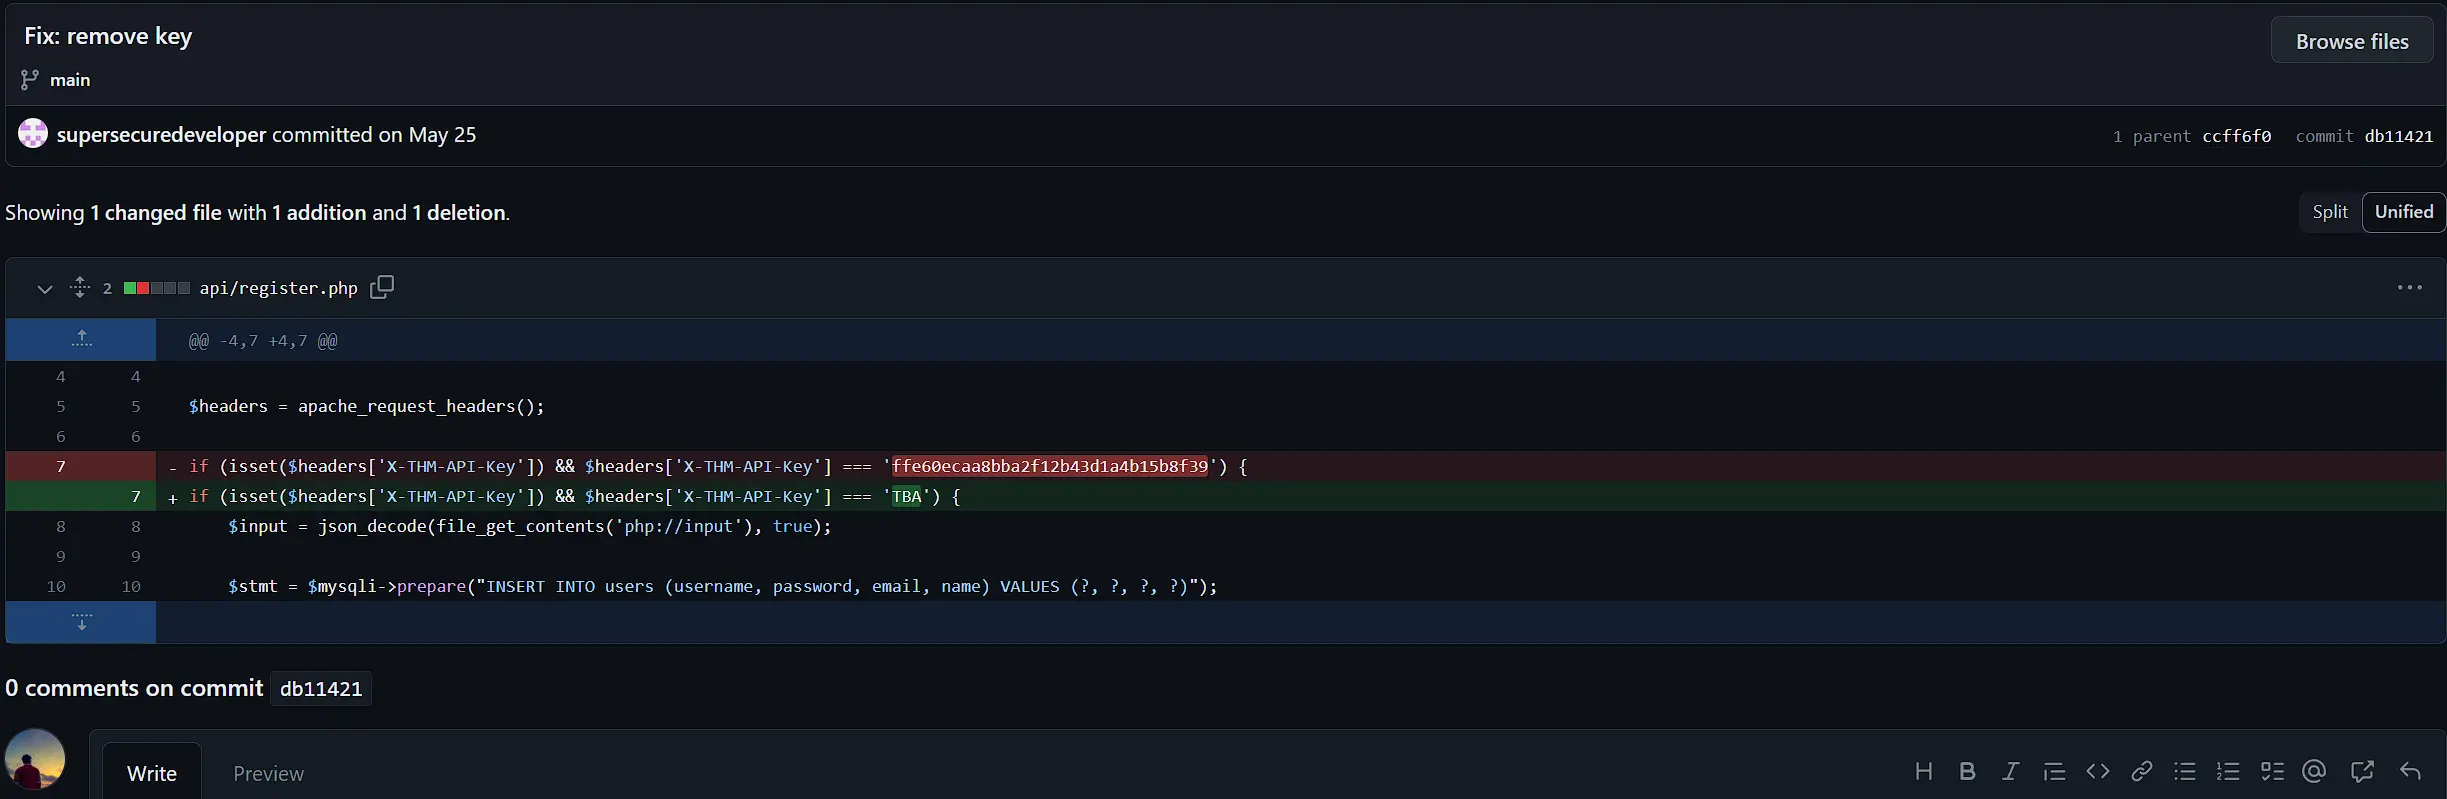 Fix: remove key
Browse files
main
supersecuredeveloper committed on May 25
1 parent ccff6f0 commit db11421
Showing 1 changed file with 1 addition and 1 deletion.
Split Unified
2 api/register.php
@@ -4,7 +4,7 @@
4 4
5 5 $headers = apache_request_headers();
6 6
7 - if (isset($headers['X-THM-API-Key']) && $headers['X-THM-API-Key'] === 'ffe60ecaa8bba2f12b43d1a4b15b8f39') {
7 + if (isset($headers['X-THM-API-Key']) && $headers['X-THM-API-Key'] === 'TBA') {
8 8 $input = json_decode(file_get_contents('php://input'), true);
9 9
10 10 $stmt = $mysqli->prepare("INSERT INTO users (username, password, email, name) VALUES (?, ?, ?, ?)");
0 comments on commit db11421
Write Preview